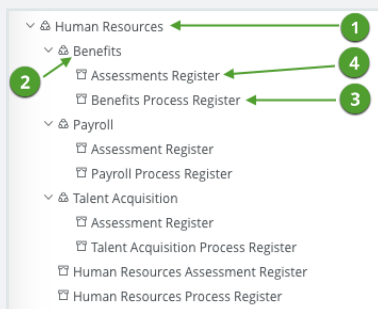 Human Resources 1
Benefits
2 Assessments Register 4
Benefits Process Register 3
Payroll
Assessment Register
Payroll Process Register
Talent Acquisition
Assessment Register
Talent Acquisition Process Register
Human Resources Assessment Register
Human Resources Process Register